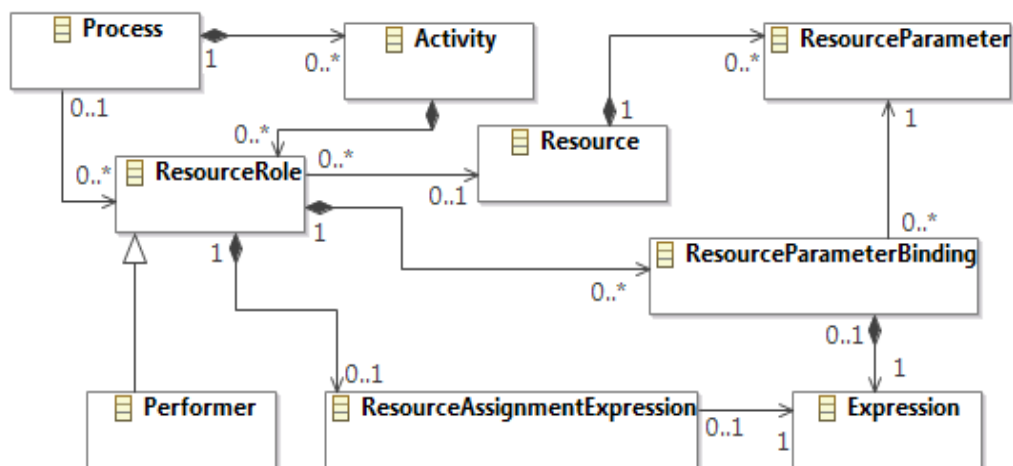 Process
Activity
ResourceParameter
1
0..*
0..*
0..1
1
1
0..*
Resource
0..*
ResourceRole
0..*
0..1
0..*
1
ResourceParameterBinding
1
0..*
0..1
1
0..1
Performer
ResourceAssignmentExpression
Expression
0..1
1